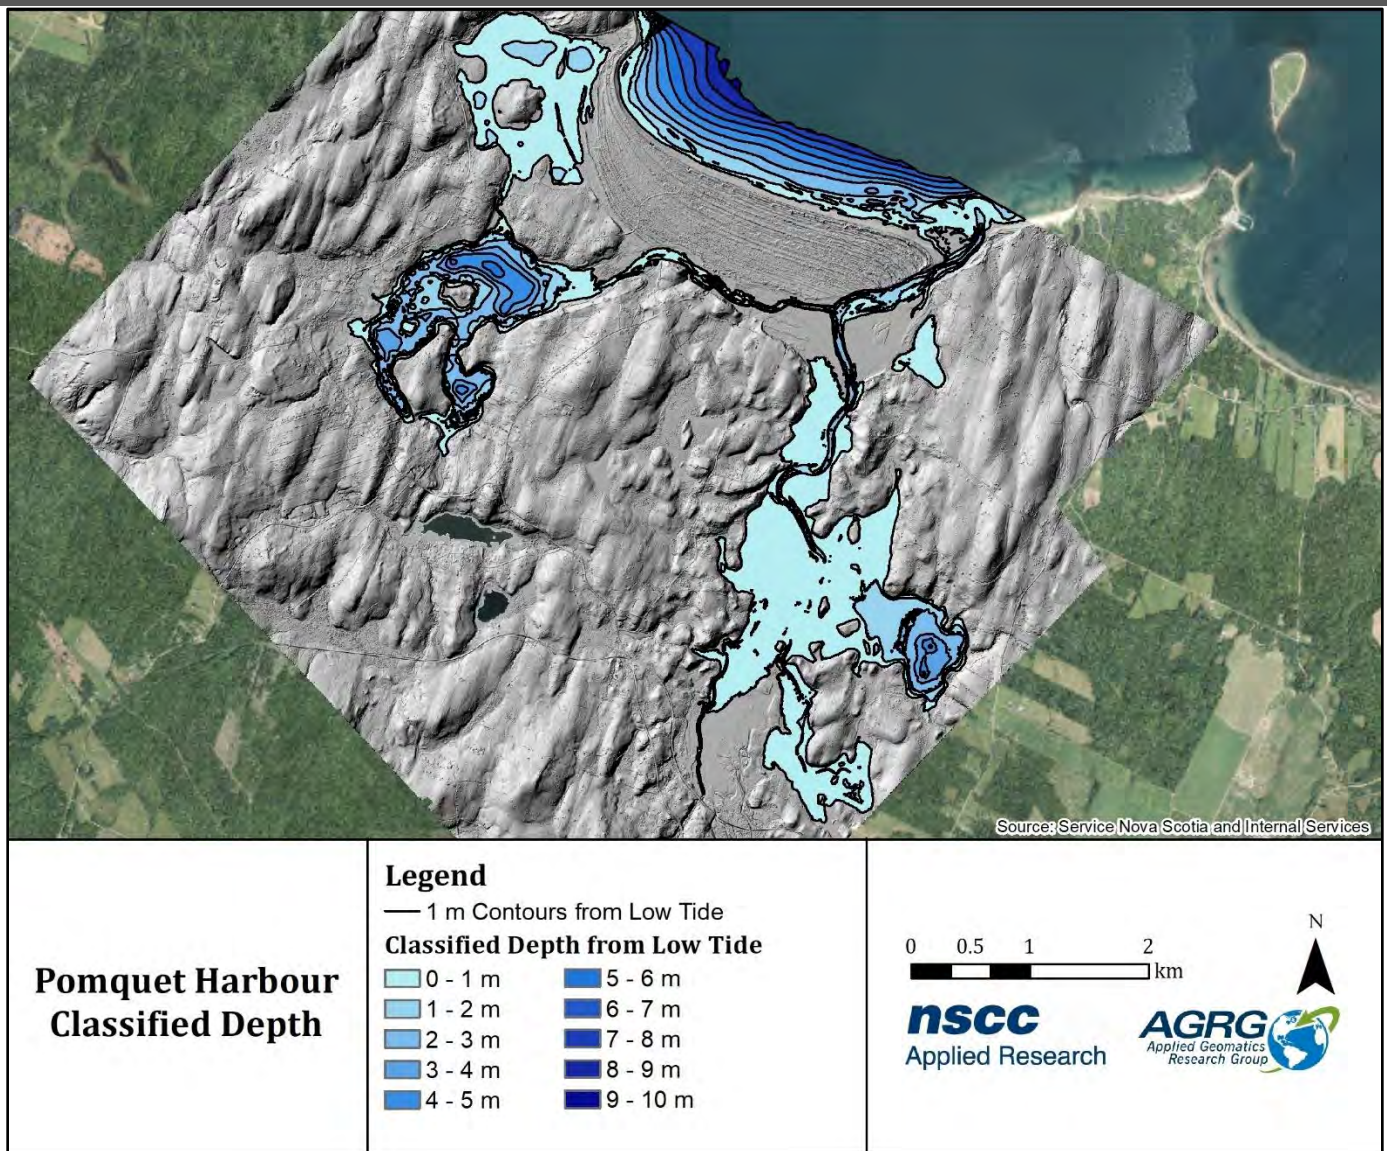 Source: Service Nova Scotia and Internal Services
Pomquet Harbour
Classified Depth
Legend
1 m Contours from Low Tide
Classified Depth from Low Tide
0 - 1 m
1 - 2 m
2 - 3 m
3 - 4 m
4 - 5 m
5 - 6 m
6 - 7 m
7 - 8 m
8 - 9 m
9 - 10 m
N
0 0.5 1 2
km
nscc
Applied Research
AGRG
Applied Geomatics
Research Group